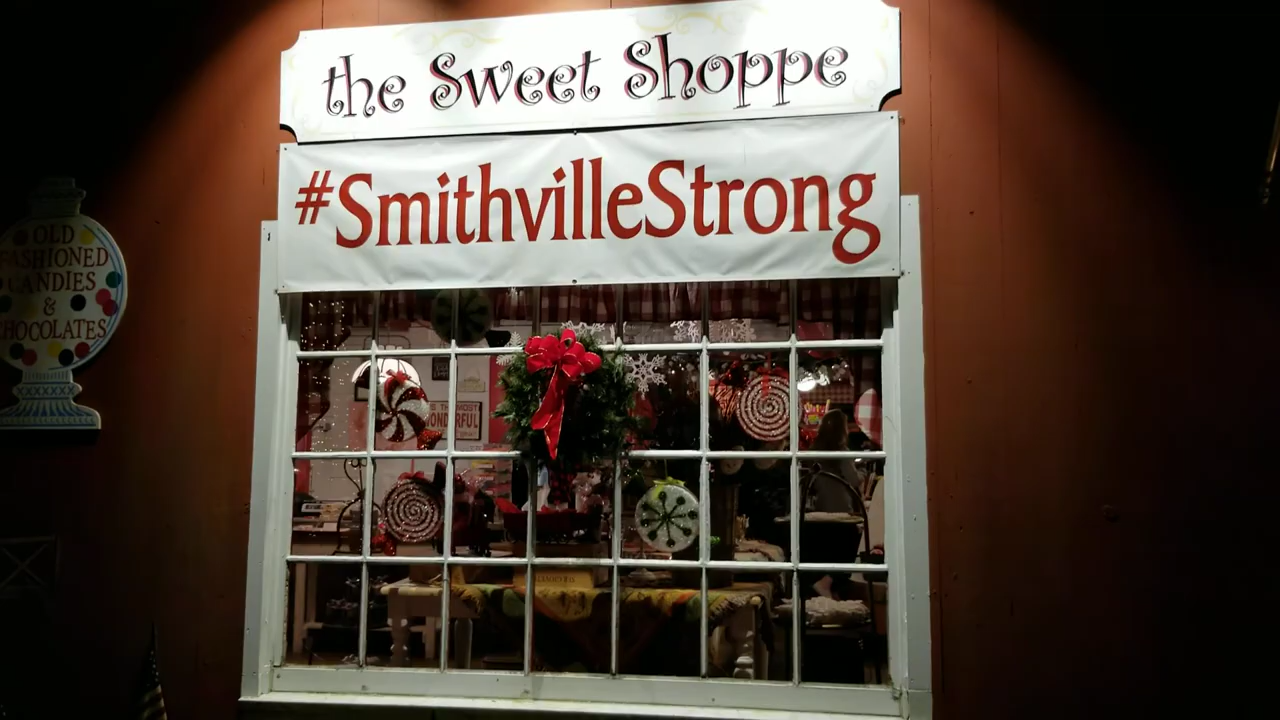 the Sweet Shoppe
#SmithvilleStrong
OLD
FASHIONED
CANDIES
&
CHOCOLATES